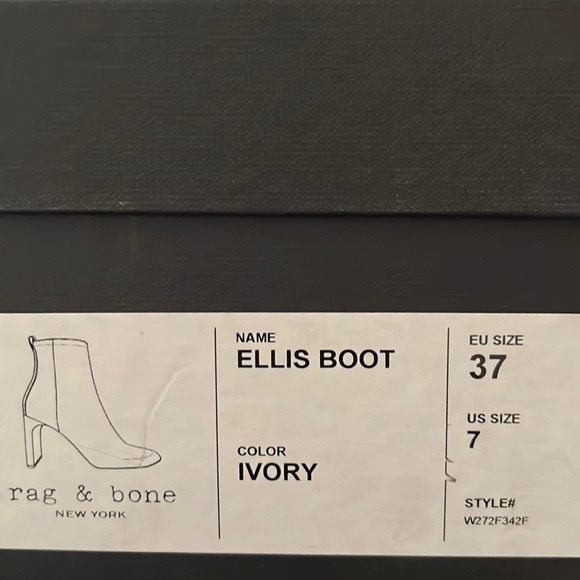 rag & bone
NEW YORK
NAME
ELLIS BOOT
COLOR
IVORY
EU SIZE
37
US SIZE
7
STYLE#
W272F342F